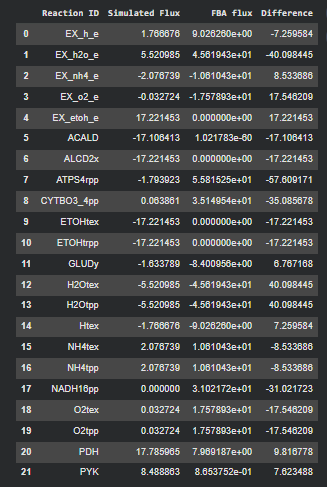 Reaction ID Simulated Flux FBA flux Difference
0 EX_h_e 1.766676 9.026260e+00 -7.259584
1 EX_h2o_e 5.520985 4.561943e+01 -40.098445
2 EX_nh4_e -2.076739 -1.061043e+01 8.533686
3 EX_o2_e -0.032724 -1.757893e+01 17.546209
4 EX_etoh_e 17.221453 0.000000e+00 17.221453
5 ACALD -17.106413 1.021783e-60 -17.106413
6 ALCD2x -17.221453 0.000000e+00 -17.221453
7 ATPS4rpp -1.793923 5.581525e+01 -57.609171
8 CYTBO3_4pp 0.063861 3.514954e+01 -35.085678
9 ETOHtex -17.221453 0.000000e+00 -17.221453
10 ETOHtrpp -17.221453 0.000000e+00 -17.221453
11 GLUDy -1.633789 -8.400956e+00 6.767168
12 H2Otex -5.520985 -4.561943e+01 40.098445
13 H2Otpp -5.520985 -4.561943e+01 40.098445
14 Htex -1.766676 -9.026260e+00 7.259584
15 NH4tex 2.076739 1.061043e+01 -8.533686
16 NH4tpp 2.076739 1.061043e+01 -8.533686
17 NADH16pp 0.000000 3.102172e+01 -31.021723
18 O2tex 0.032724 1.757893e+01 -17.546209
19 O2tpp 0.032724 1.757893e+01 -17.546209
20 PDH 17.785965 7.969187e+00 9.816778
21 PYK 8.488863 8.653752e-01 7.623488